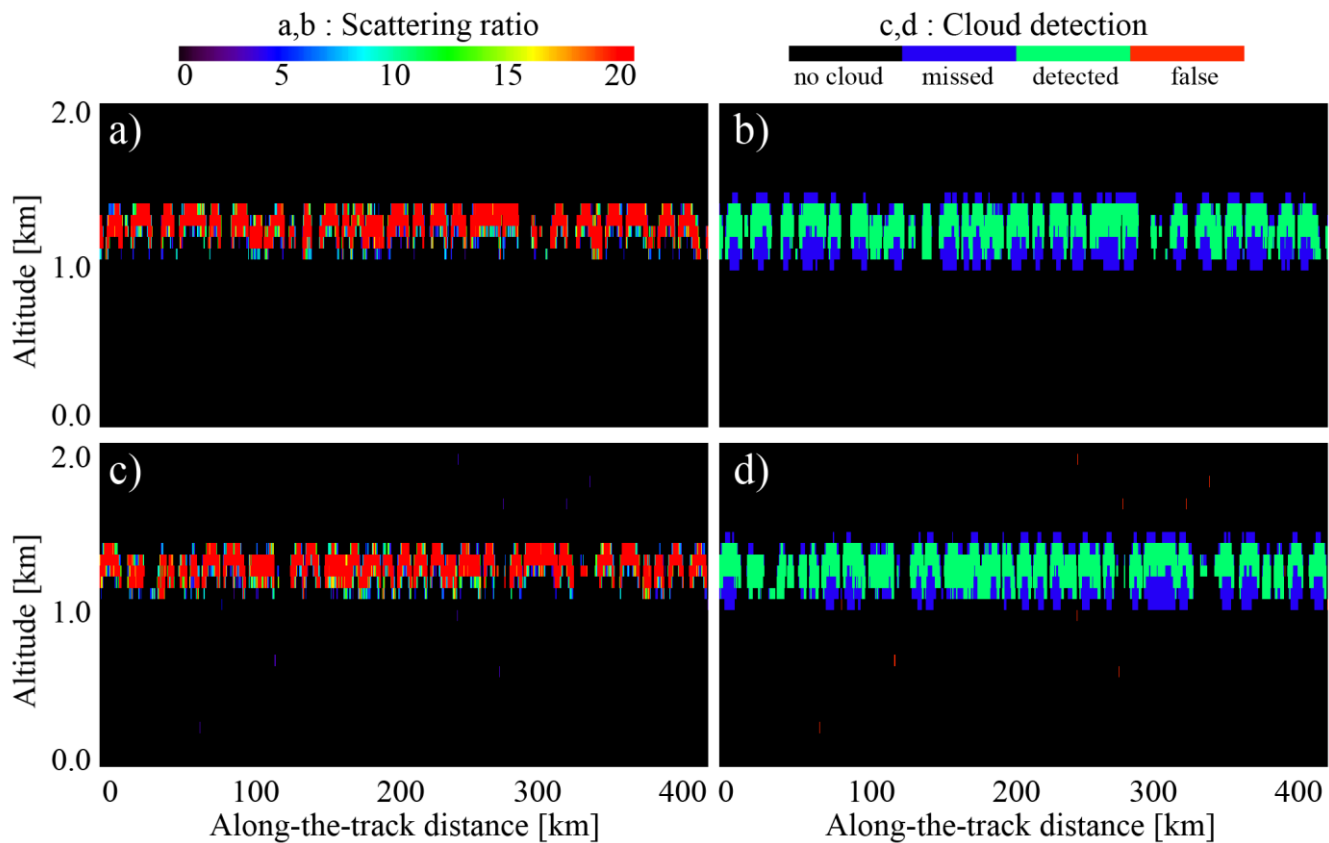 a,b : Scattering ratio
c,d : Cloud detection
0 5 10 15 20
no cloud missed detected false
2.0
1.0
0.0
Altitude [km]
a)
b)
2.0
1.0
0.0
Altitude [km]
c)
d)
0 100 200 300 400
0 100 200 300 400
Along-the-track distance [km]
Along-the-track distance [km]